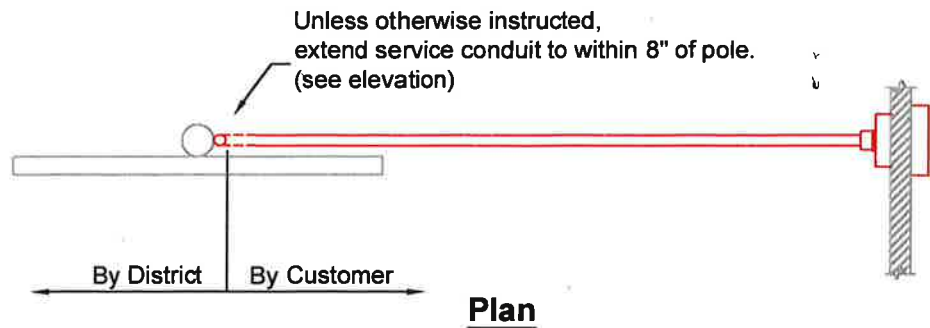 Unless otherwise instructed,
extend service conduit to within 8" of pole.
(see elevation)
By District
By Customer
Plan